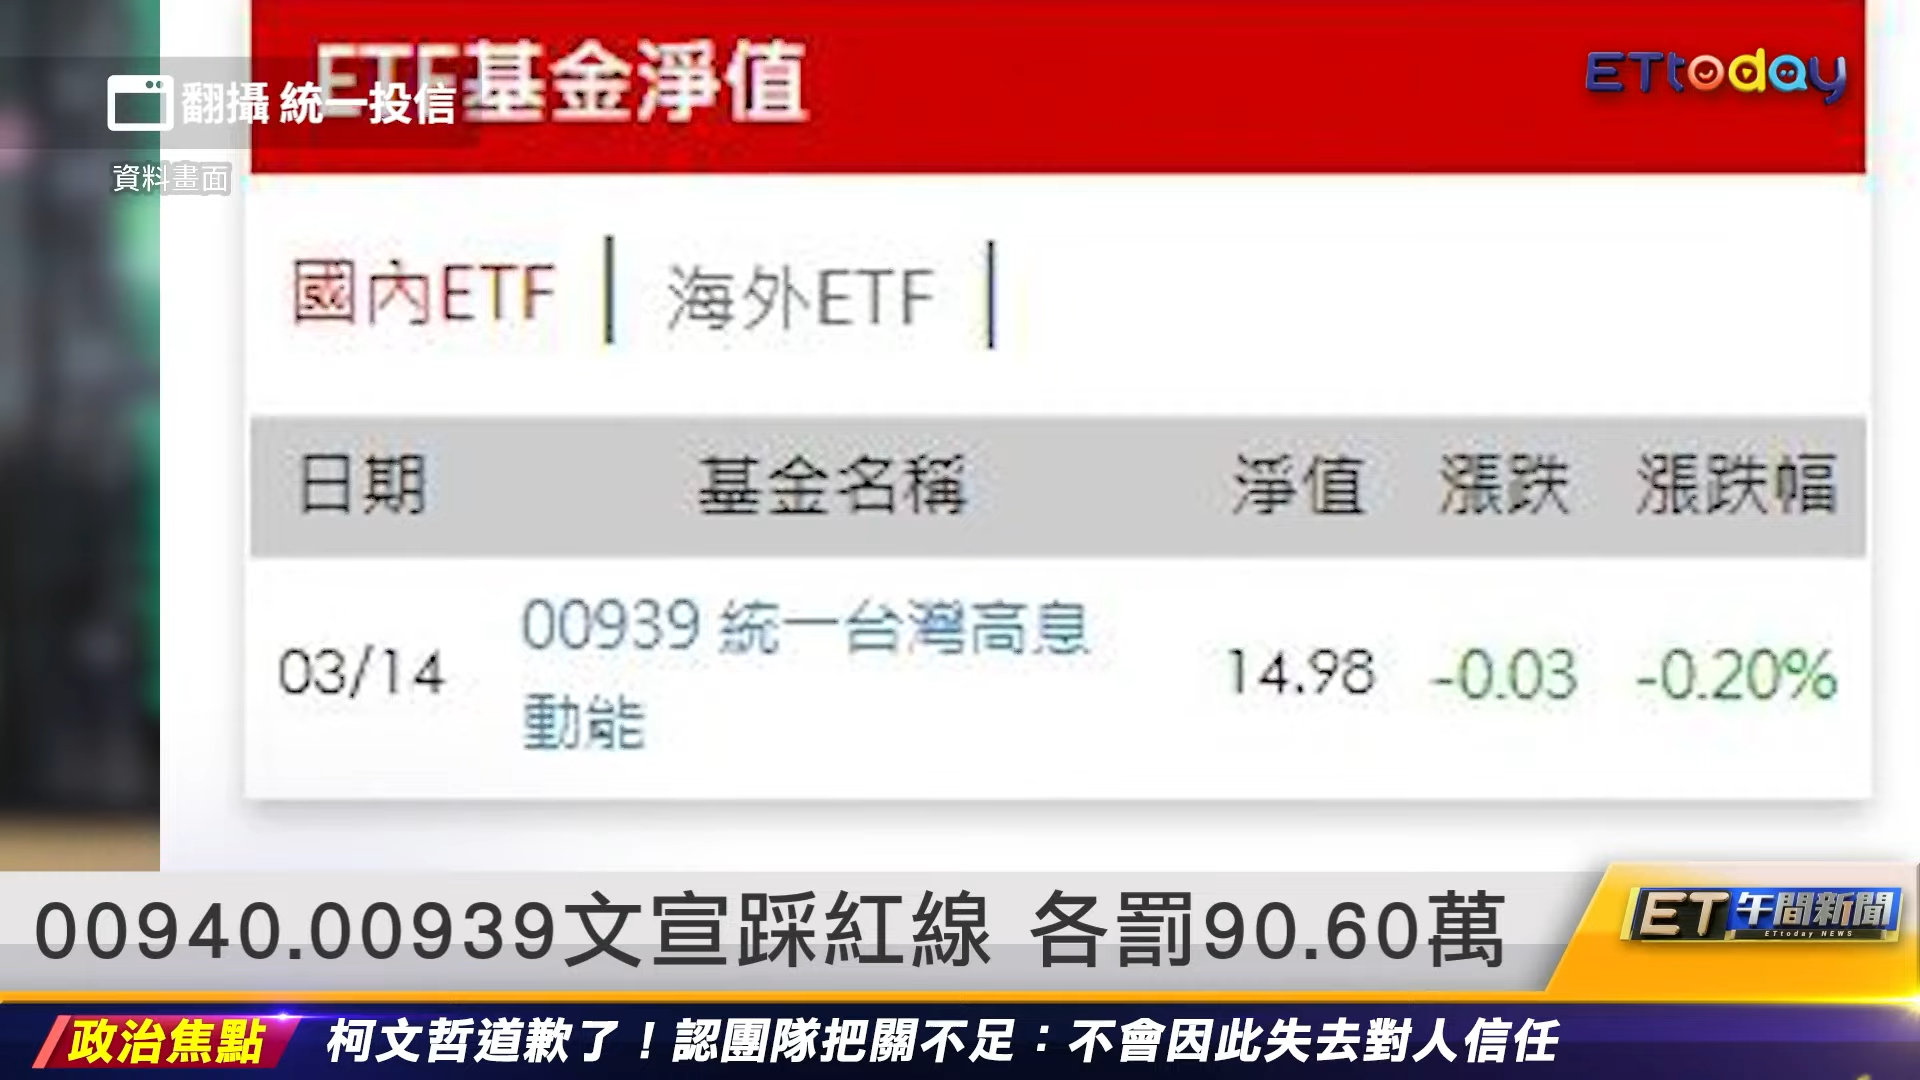 ETF基金淨值
ETtoday
翻攝 統一投信
資料畫面
國內ETF
海外ETF
日期 基金名稱 淨值 漲跌 漲跌幅
03/14 00939 統一台灣高息動能 14.98 -0.03 -0.20%
00940.00939文宣踩紅線 各罰90.60萬
ET午間新聞
ETtoday NEWS
政治焦點 柯文哲道歉了！認團隊把關不足：不會因此失去對人信任